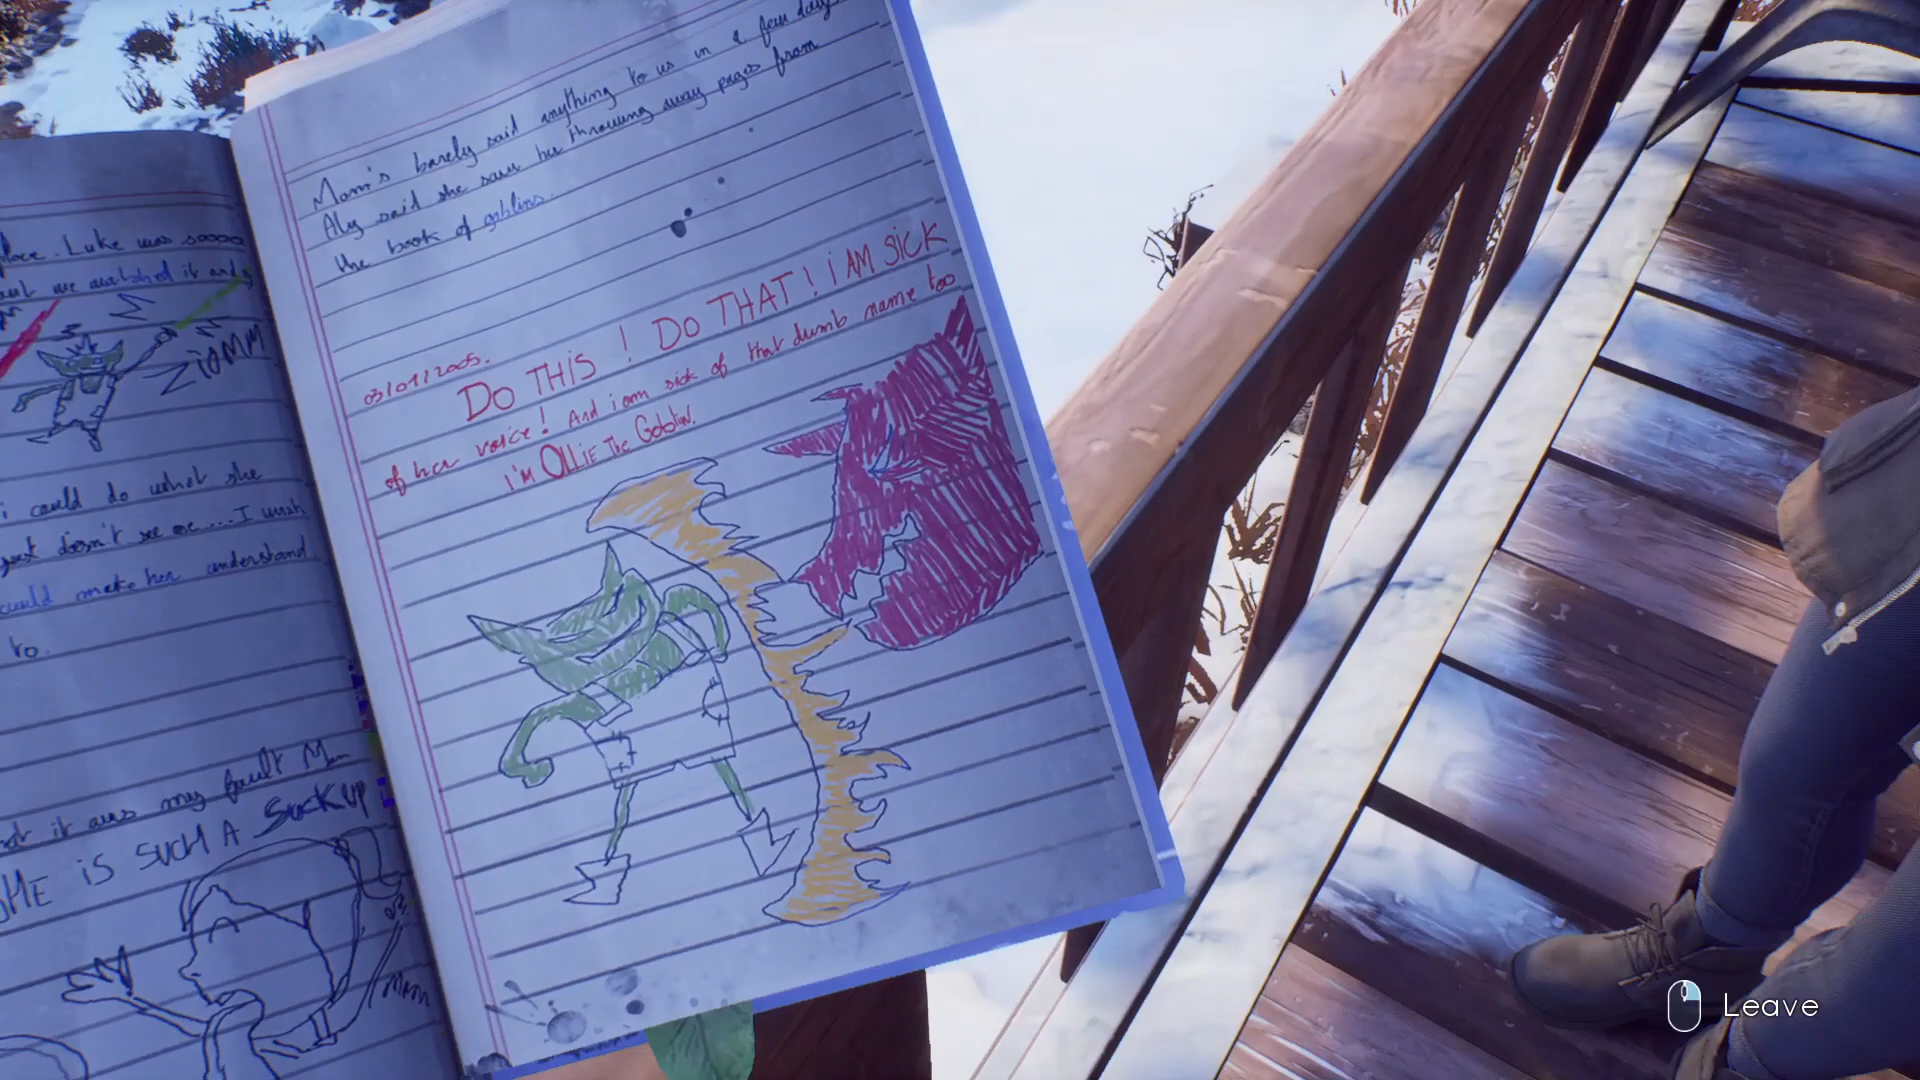 place. Luke was soooo
but we watched it and
ZIOMM
i could do what she
just doesn't see me.... I wish
could make her understand.
to.
not it was my fault Mom
IS SUCH A SUCKUP
Mom
Mom's barely said anything to us in a few days
Aly said she saw her throwing away pages from
the book of goblins.
03/01/2005.
DO THIS! DO THAT! i AM SICK
of her voice! And i am sick of that dumb name too
i'm OLLiE THE GobliN.
Leave